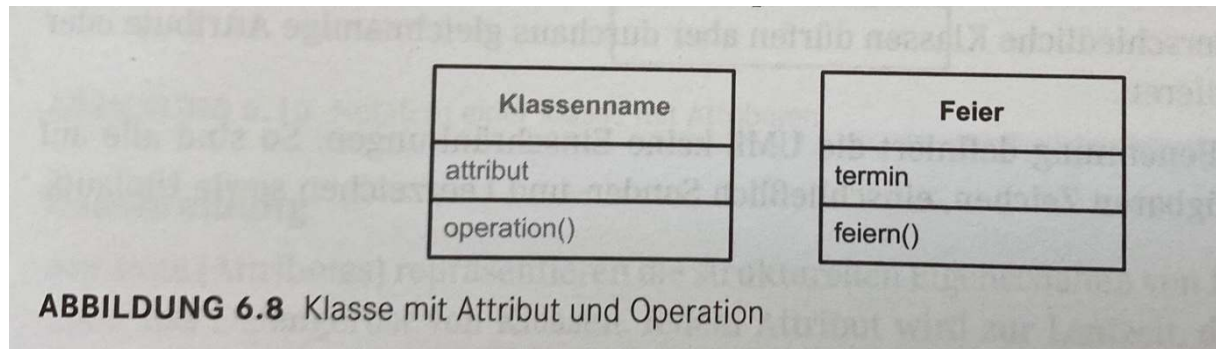 Klassenname
attribut
operation()
Feier
termin
feiern()
ABBILDUNG 6.8 Klasse mit Attribut und Operation